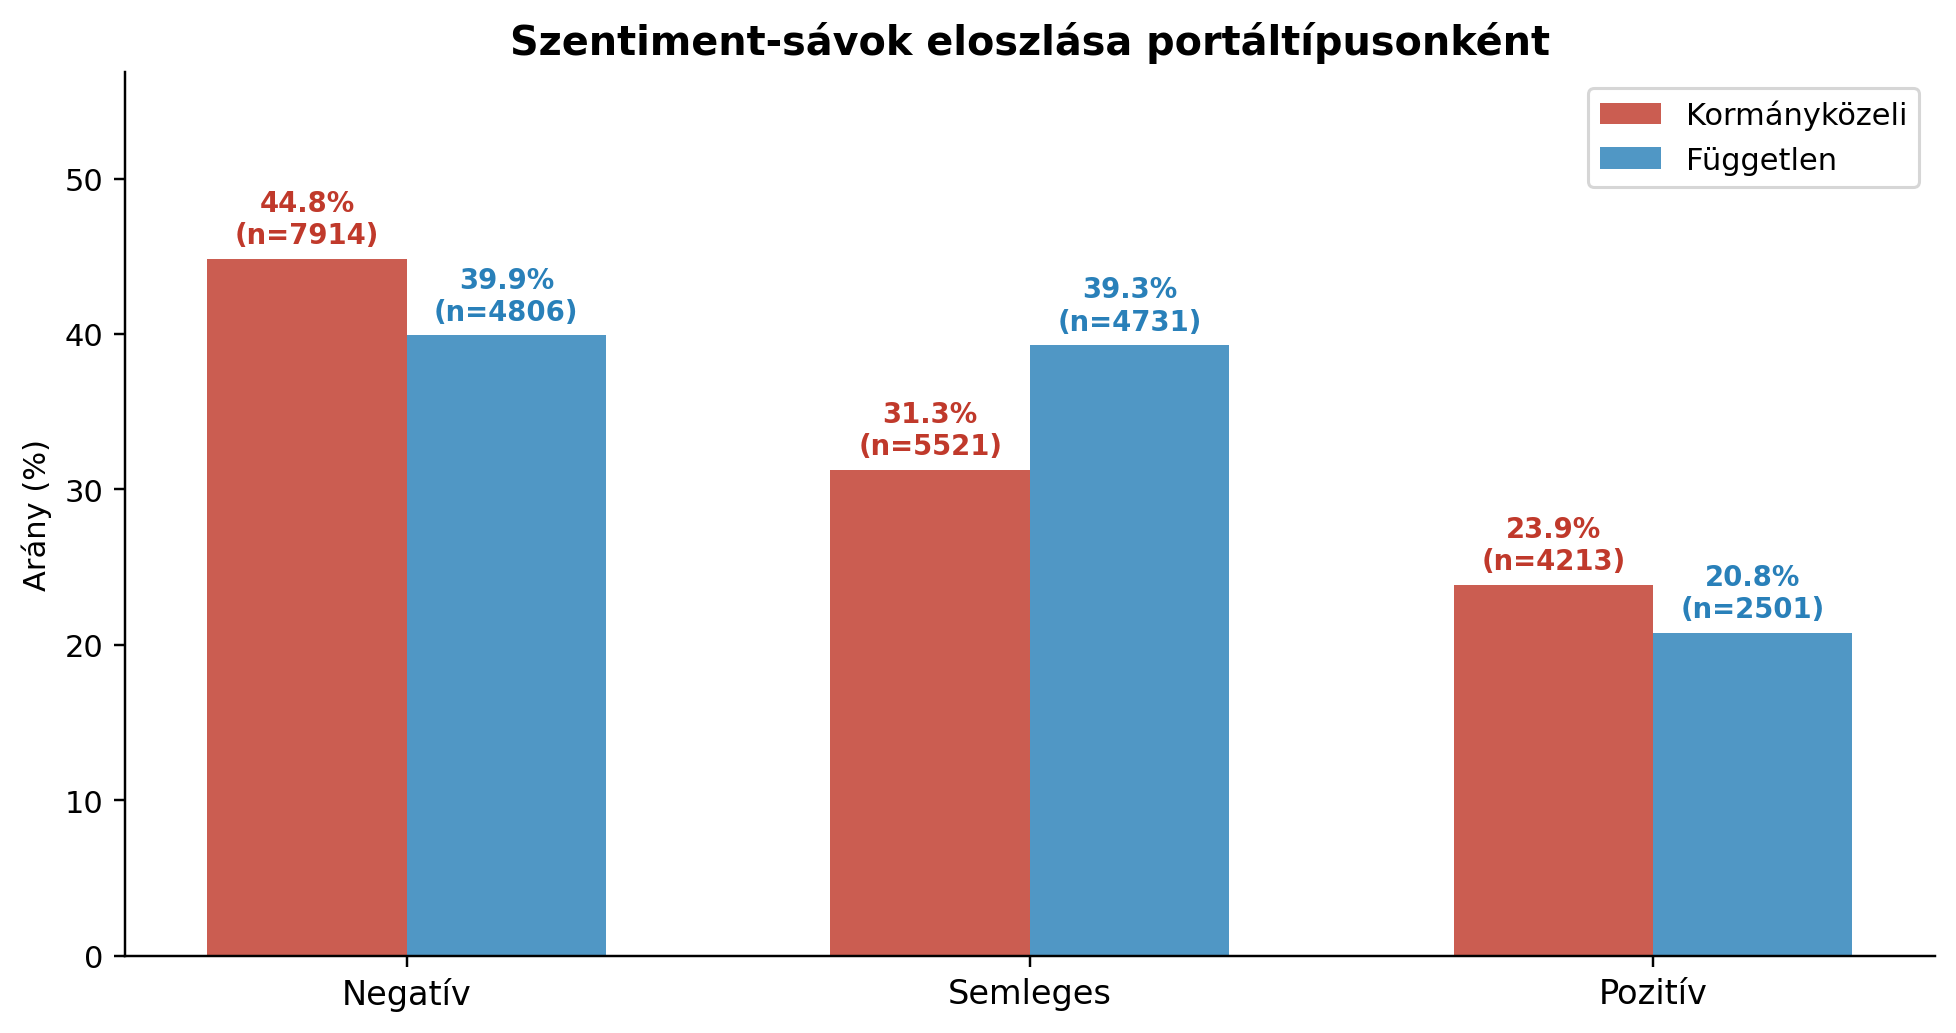 Szentiment-sávok eloszlása portáltípusonként
Kormányközeli
Független
Arány (%)
50
40
30
20
10
0
44.8%
(n=7914)
39.9%
(n=4806)
31.3%
(n=5521)
39.3%
(n=4731)
23.9%
(n=4213)
20.8%
(n=2501)
Negatív
Semleges
Pozitív